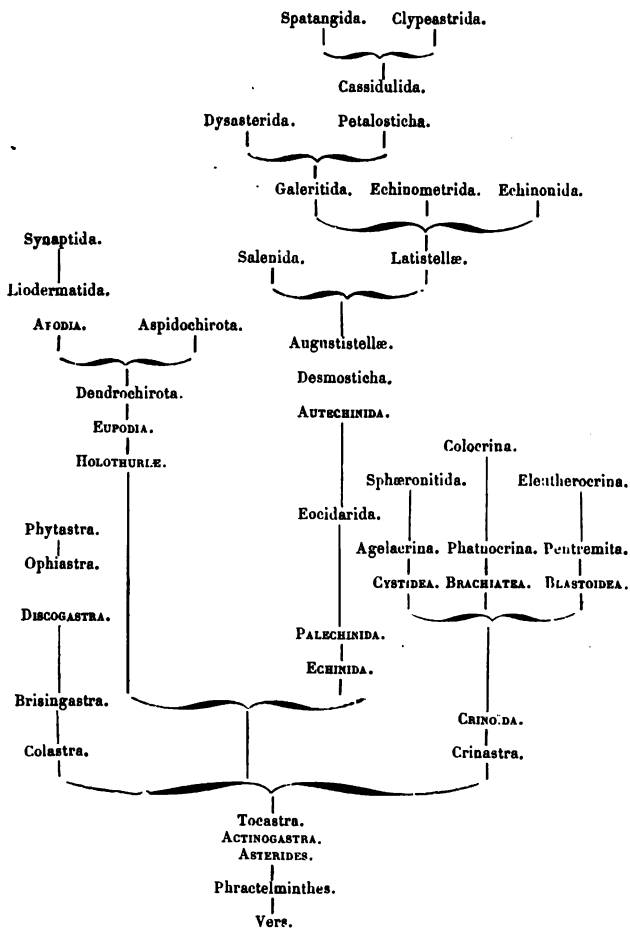 Spatangida. Clypeastrida.
Cassidulida.
Dysasterida. Petalosticha.
Galeritida. Echinometrida. Echinonida.
Synaptida.
Salenida. Latistellæ.
Liodermatida.
Apodia. Aspidochirota.
Augustistellæ.
Desmosticha.
Dendrochirota.
AUTECHINIDA.
EUPODIA.
Colocrina.
HOLOTHURIÆ.
Sphæronitida. Eleutherocrina.
Eocidarida.
Phytastra.
Agelacrina. Phatnocrina. Pentremita.
Ophiastra.
CYSTIDEA. BRACHIATEA. BLASTOIDEA.
DISCOGASTRA.
PALECHINIDA.
ECHINIDA.
Brisingastra.
CRINOÏDA.
Colastra.
Crinastra.
Tocastra.
ACTINOGASTRA.
ASTERIDES.
Phractelminthes.
Vers.